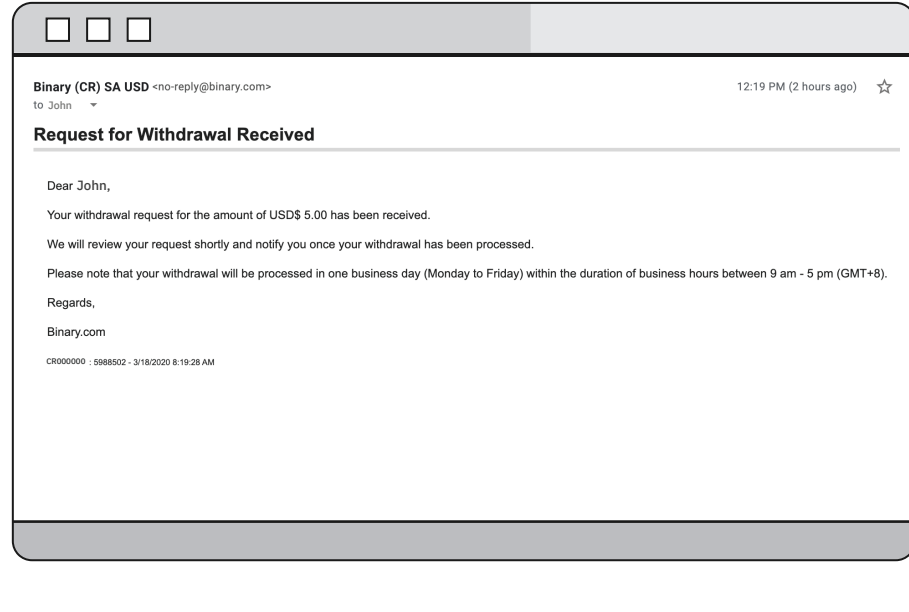 Binary (CR) SA USD <no-reply@binary.com> 12:19 PM (2 hours ago)
to John
Request for Withdrawal Received
Dear John,
Your withdrawal request for the amount of USD$ 5.00 has been received.
We will review your request shortly and notify you once your withdrawal has been processed.
Please note that your withdrawal will be processed in one business day (Monday to Friday) within the duration of business hours between 9 am - 5 pm (GMT+8).
Regards,
Binary.com
CR000000 : 5988502 - 3/18/2020 8:19:28 AM